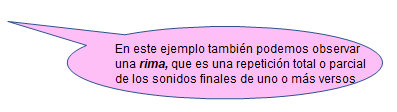 En este ejemplo también podemos observar
una rima, que es una repetición total o parcial
de los sonidos finales de uno o más versos